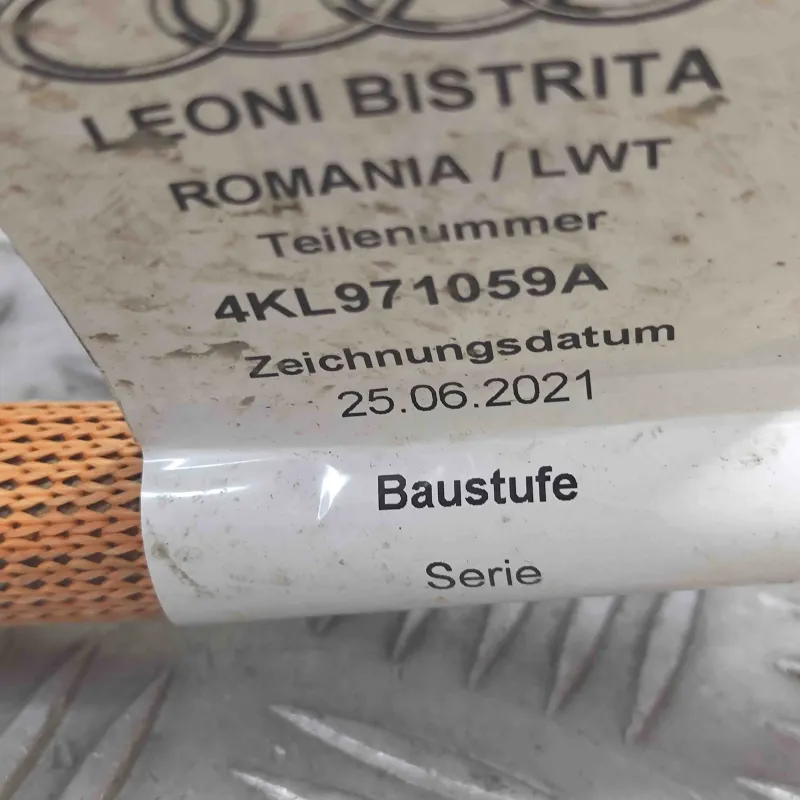 LEONI BISTRITA
ROMANIA / LWT
Teilenummer
4KL971059A
Zeichnungsdatum
25.06.2021
Baustufe
Serie